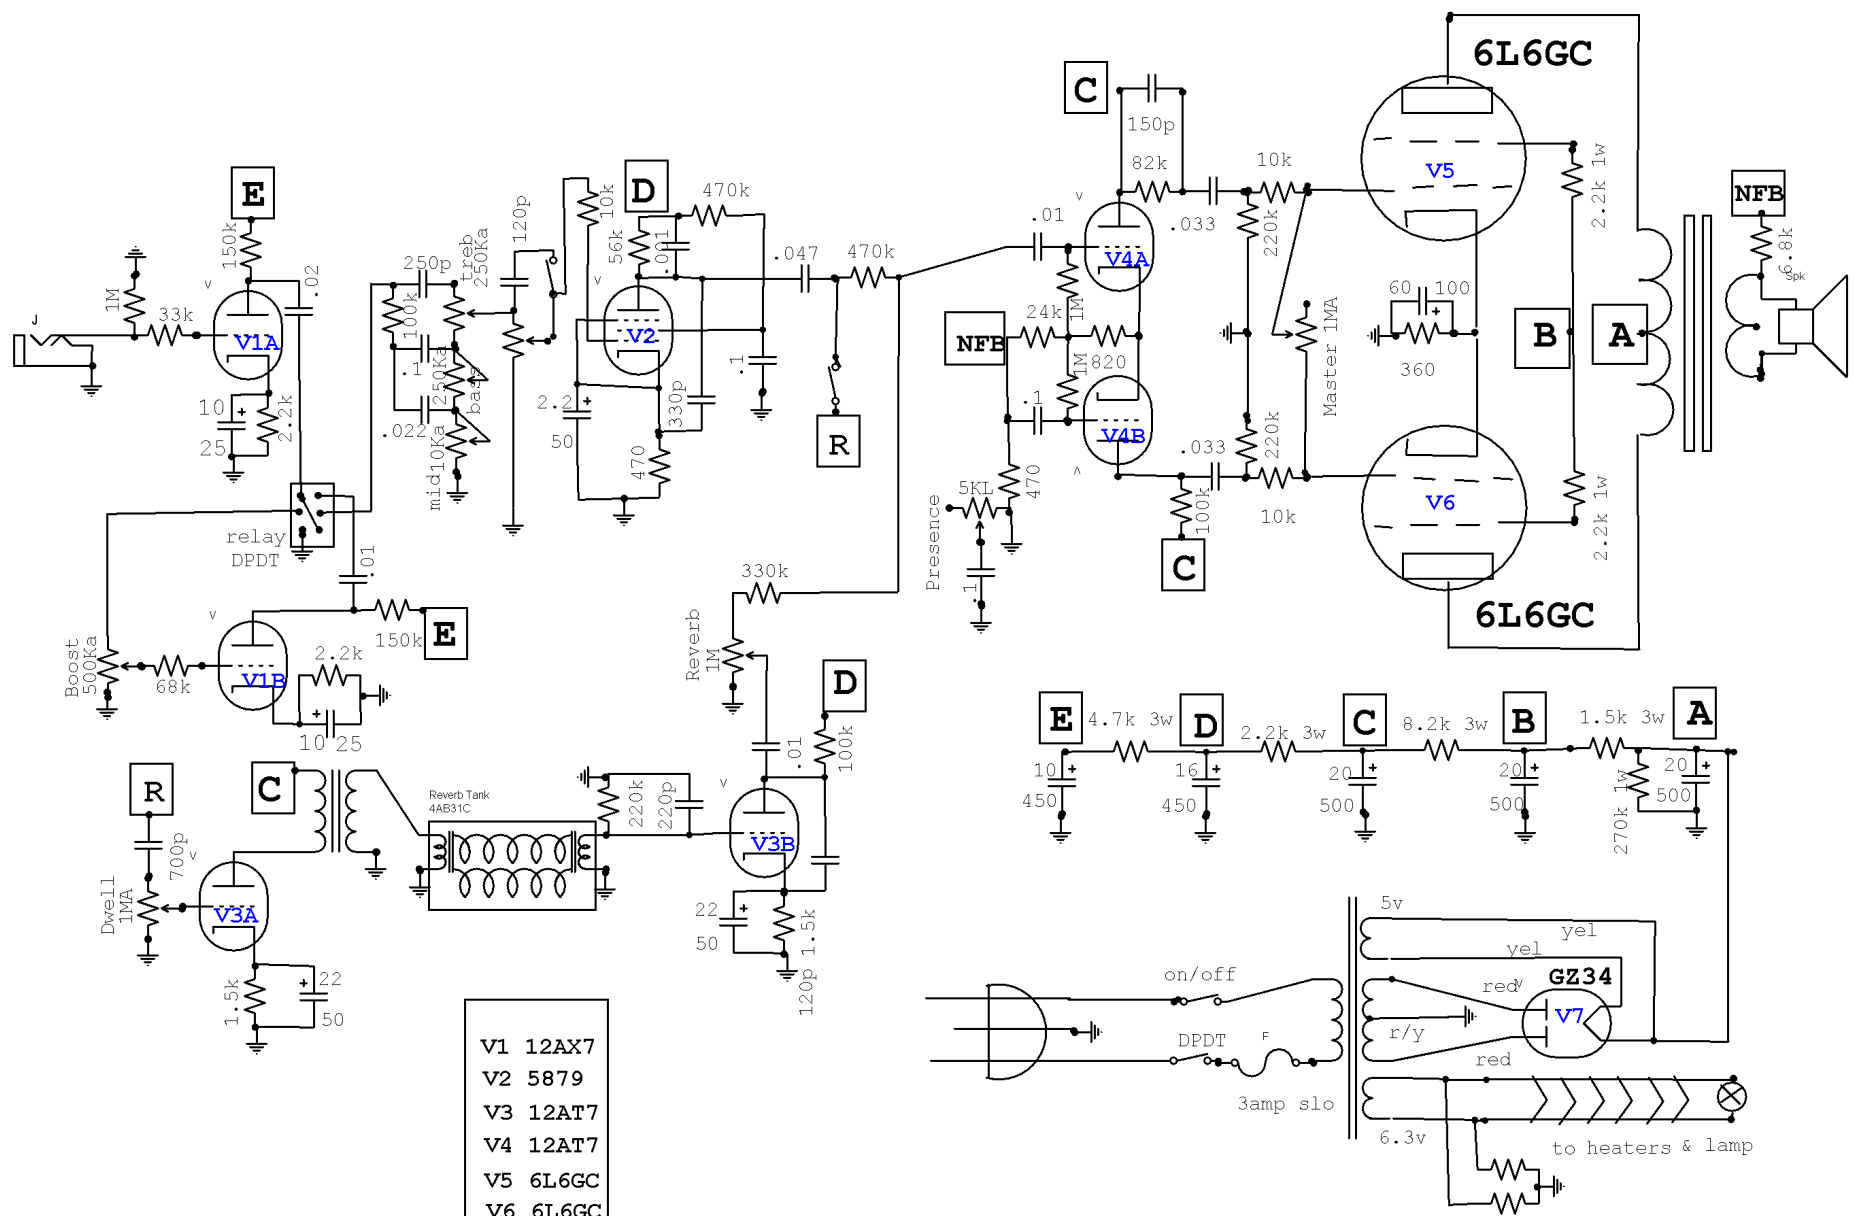 6L6GC
C
150p
82k
10k
V5
2.2k 1w
E
D
470k
NFB
120p
10k
treb
250Ka
150k
56k
.001
.01
.033
220k
6.8k
Spk
250p
.02
.047
470k
V4A
1M
33k
J
V1A
100k
V2
24k
1M
60
100
NFB
820
Master 1MA
B
A
.1
250Ka
bass
.1
1M
360
10
25
2.2k
2.2
50
330p
.1
V4B
.022
R
.033
220k
mid
10Ka
470
5KL
470
100k
10k
V6
2.2k 1w
relay
DPDT
.01
Presence
.1
C
330k
6L6GC
150k
E
Boost
500Ka
68k
V1B
2.2k
10
25
Reverb
1M
D
E
4.7k 3w
D
2.2k 3w
C
8.2k 3w
B
1.5k 3w
A
.01
100k
10
450
16
450
20
500
20
500
270k 1w
20
500
R
C
Reverb Tank
4AB31C
220k
220p
700p
V3B
Dwell
1MA
V3A
22
50
1.5k
120p
1.5k
22
50
5v
yel
yel
on/off
GZ34
red
V7
r/y
DPDT
F
red
3amp slo
6.3v
to heaters & lamp
V1 12AX7
V2 5879
V3 12AT7
V4 12AT7
V5 6L6GC
V6 6L6GC